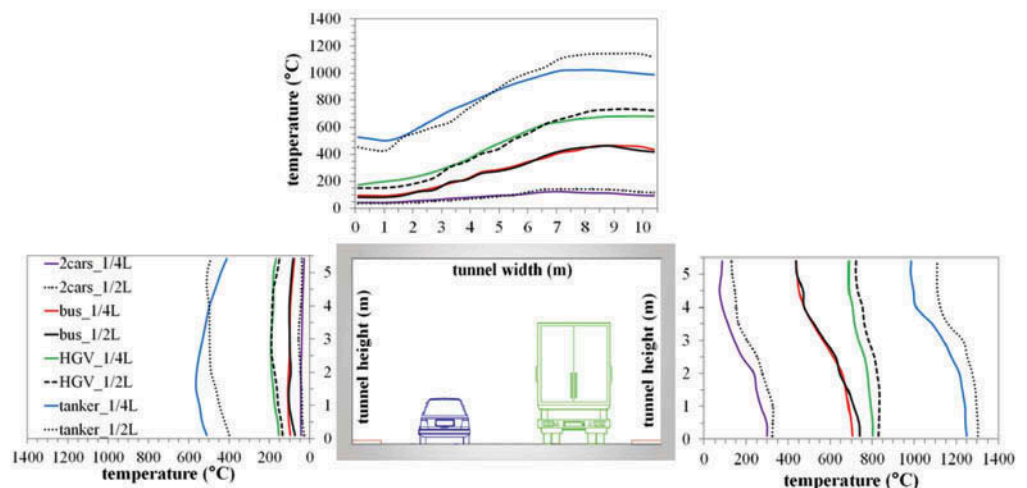 1400
1200
1000
800
600
400
200
0
temperature (°C)
0 1 2 3 4 5 6 7 8 9 10
2cars_1/4L
2cars_1/2L
bus_1/4L
bus_1/2L
HGV_1/4L
HGV_1/2L
tanker_1/4L
tanker_1/2L
5
4
3
2
1
0
tunnel height (m)
1400 1200 1000 800 600 400 200 0
temperature (°C)
tunnel width (m)
tunnel height (m)
5
4
3
2
1
0
0 200 400 600 800 1000 1200 1400
temperature (°C)